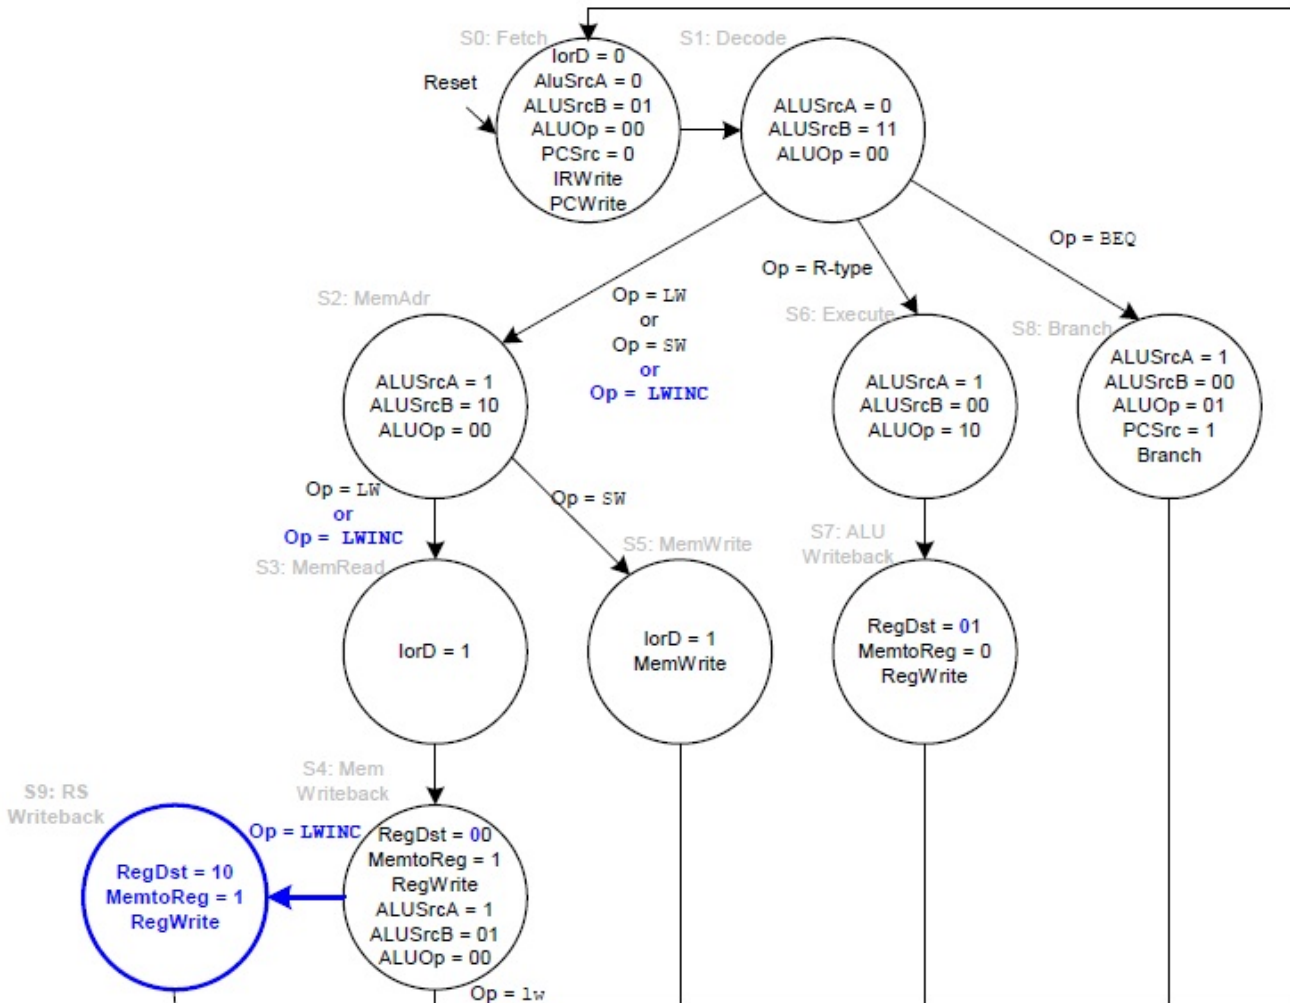 S0: Fetch
IorD = 0
AluSrcA = 0
ALUSrcB = 01
ALUOp = 00
PCSrc = 0
IRWrite
PCWrite
Reset
S1: Decode
ALUSrcA = 0
ALUSrcB = 11
ALUOp = 00
Op = LW
or
Op = SW
or
Op = LWINC
Op = R-type
Op = BEQ
S2: MemAdr
ALUSrcA = 1
ALUSrcB = 10
ALUOp = 00
S6: Execute
ALUSrcA = 1
ALUSrcB = 00
ALUOp = 10
S8: Branch
ALUSrcA = 1
ALUSrcB = 00
ALUOp = 01
PCSrc = 1
Branch
Op = LW
or
Op = LWINC
Op = SW
S3: MemRead
IorD = 1
S5: MemWrite
IorD = 1
MemWrite
S7: ALU
Writeback
RegDst = 01
MemtoReg = 0
RegWrite
S4: Mem
Writeback
RegDst = 00
MemtoReg = 1
RegWrite
ALUSrcA = 1
ALUSrcB = 01
ALUOp = 00
Op = LWINC
S9: RS
Writeback
RegDst = 10
MemtoReg = 1
RegWrite
Op = lw